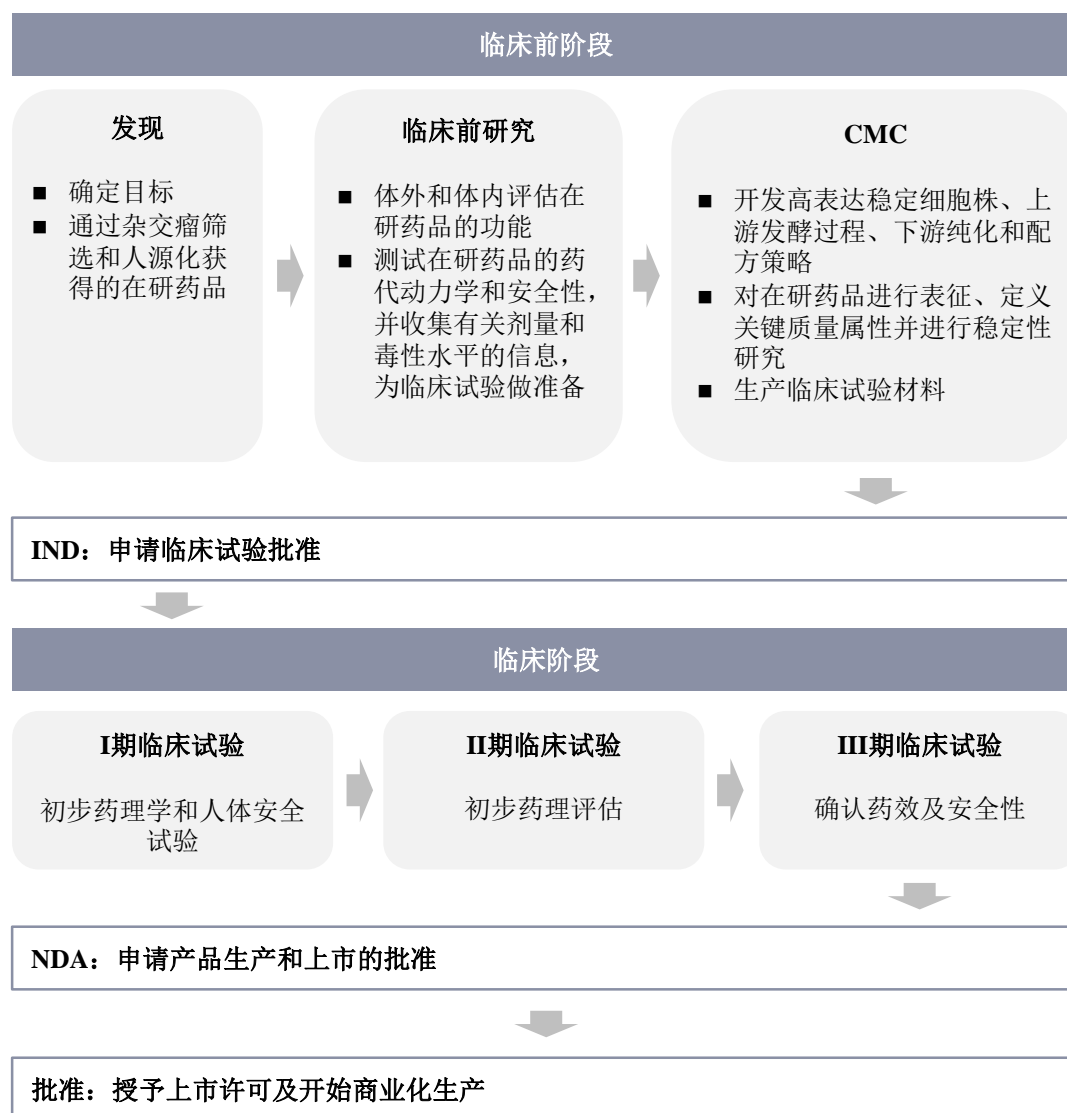 临床前阶段
发现
■ 确定目标
■ 通过杂交瘤筛
选和人源化获
得的在研药品
临床前研究
■ 体外和体内评估在
研药品的功能
■ 测试在研药品的药
代动力学和安全性，
并收集有关剂量和
毒性水平的信息，
为临床试验做准备
CMC
■ 开发高表达稳定细胞株、上
游发酵过程、下游纯化和配
方策略
■ 对在研药品进行表征、定义
关键质量属性并进行稳定性
研究
■ 生产临床试验材料
IND：申请临床试验批准
临床阶段
I期临床试验
初步药理学和人体安全
试验
II期临床试验
初步药理评估
III期临床试验
确认药效及安全性
NDA：申请产品生产和上市的批准
批准：授予上市许可及开始商业化生产